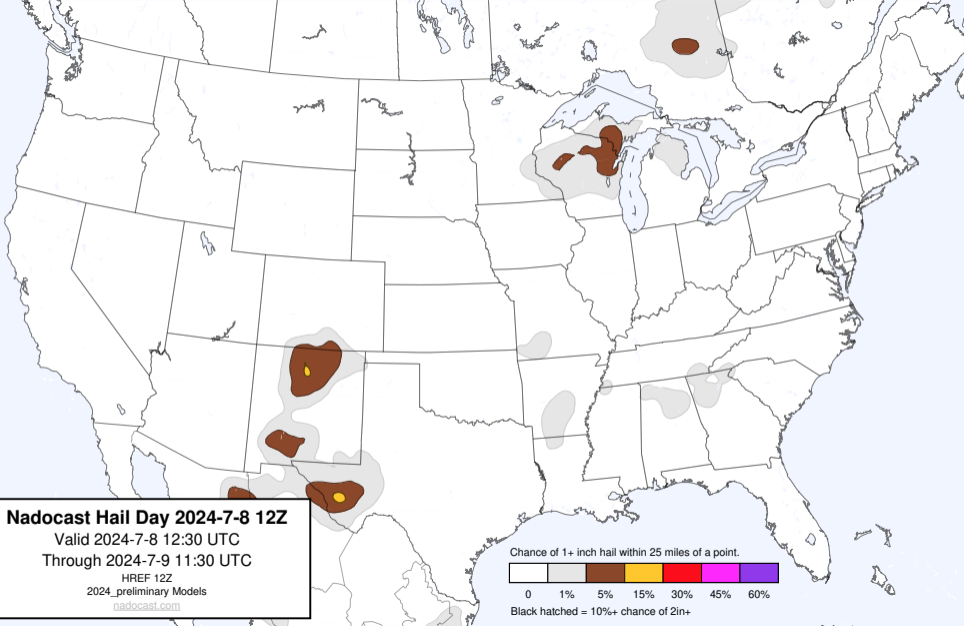 Nadocast Hail Day 2024-7-8 12Z
Valid 2024-7-8 12:30 UTC
Through 2024-7-9 11:30 UTC
HREF 12Z
2024_preliminary Models
nadocast.com
Chance of 1+ inch hail within 25 miles of a point.
0 1% 5% 15% 30% 45% 60%
Black hatched = 10%+ chance of 2in+